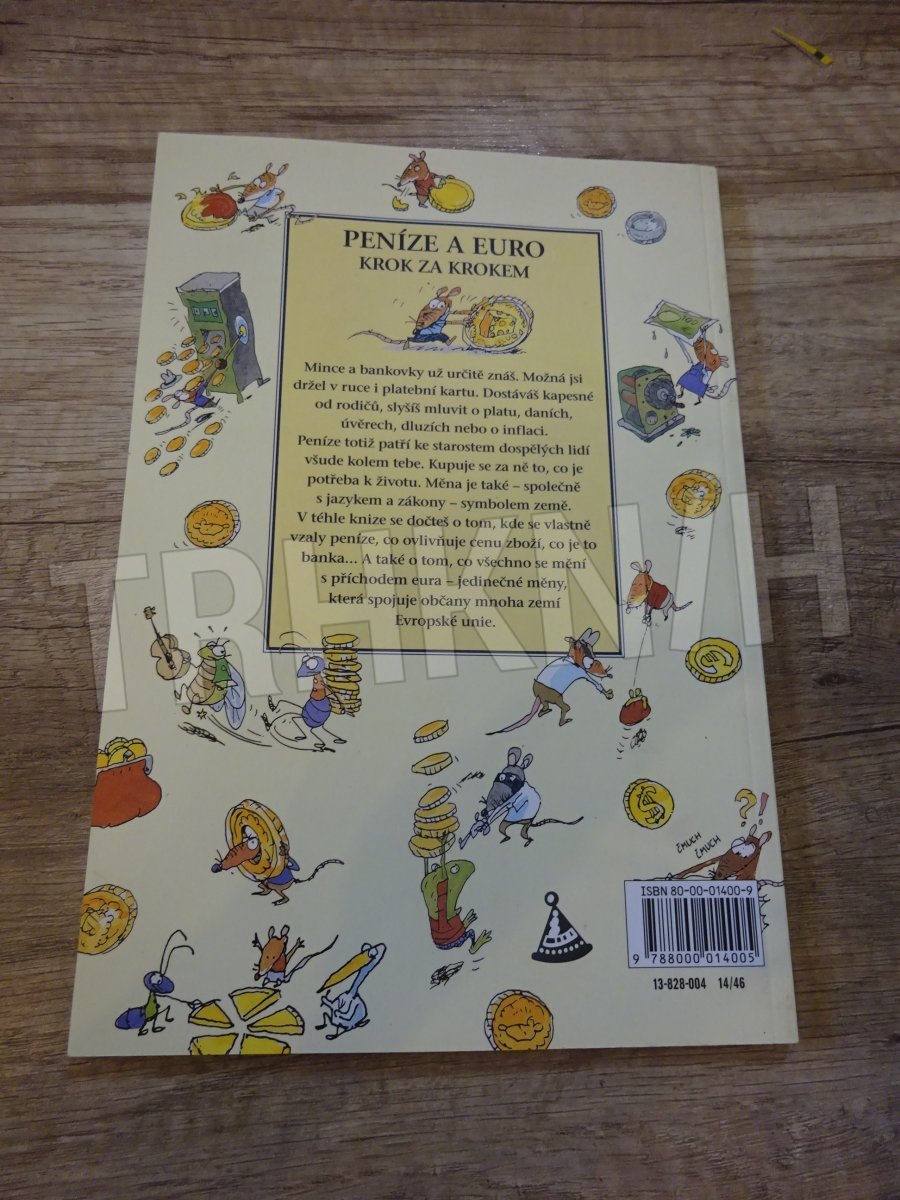 PENÍZE A EURO
KROK ZA KROKEM
Mince a bankovky už určitě znáš. Možná jsi
držel v ruce i platební kartu. Dostáváš kapesné
od rodičů, slyšíš mluvit o platu, daních,
úvěrech, dluzích nebo o inflaci.
Peníze totiž patří ke starostem dospělých lidí
všude kolem tebe. Kupuje se za ně to, co je
potřeba k životu. Měna je také – společně
s jazykem a zákony – symbolem země.
V téhle knize se dočteš o tom, kde se vlastně
vzaly peníze, co ovlivňuje cenu zboží, co je to
banka... A také o tom, co všechno se mění
s příchodem eura – jedinečné měny,
která spojuje občany mnoha zemí
Evropské unie.
TRHKNIH
?!
ŽMUCH
ŽMUCH
ISBN 80-00-01400-9
9 788000 014005
13-828-004 14/46